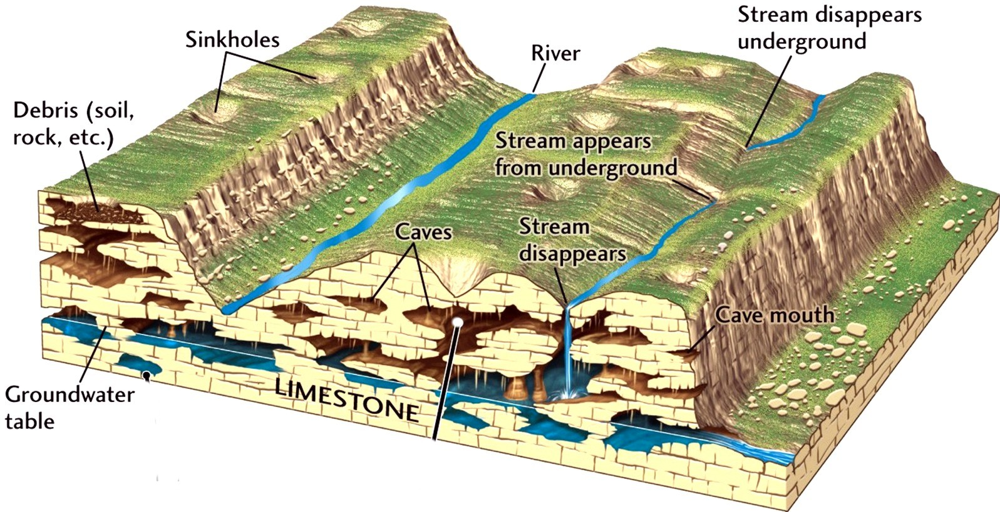 Stream disappears
underground
Sinkholes
River
Debris (soil,
rock, etc.)
Stream appears
from underground
Stream
disappears
Caves
Cave mouth
Groundwater
table
LIMESTONE